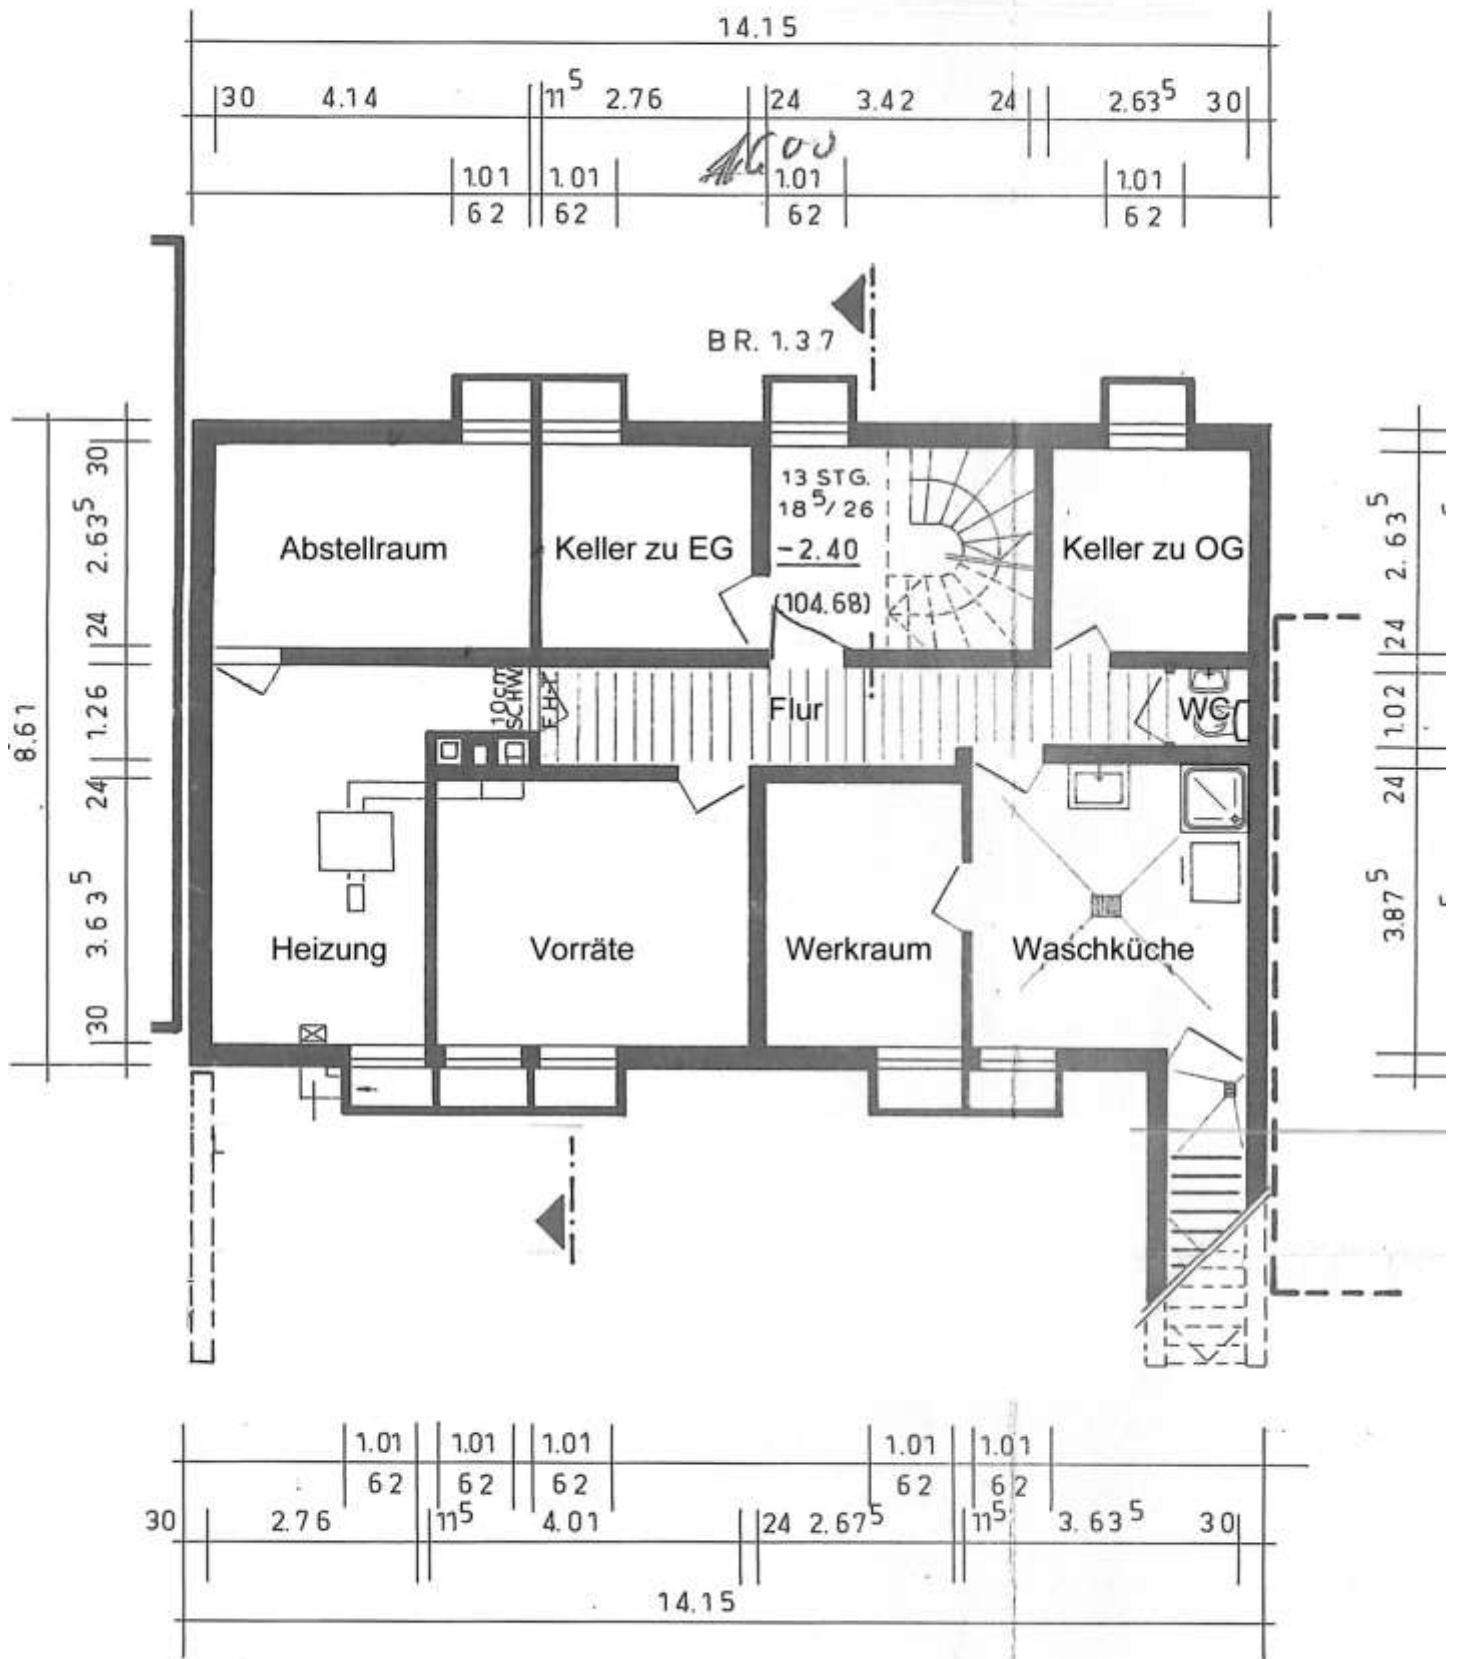 14.15
30 4.14 11⁵ 2.76 24 3.42 24 2.63⁵ 30
1.01 1.01 1.01 1.01
62 62 62 62
BR. 1.37
13 STG.
18⁵/26
Abstellraum Keller zu EG -2.40 Keller zu OG
(104.68)
10cm
SCHW.
Flur WC
Heizung Vorräte Werkraum Waschküche
8.61
30 2.63⁵ 24 1.26 24 3.63⁵ 30
2.63⁵ 24 1.02 24 3.87⁵
1.01 1.01 1.01 1.01 1.01
62 62 62 62 62
30 2.76 11⁵ 4.01 24 2.67⁵ 11⁵ 3.63⁵ 30
14.15